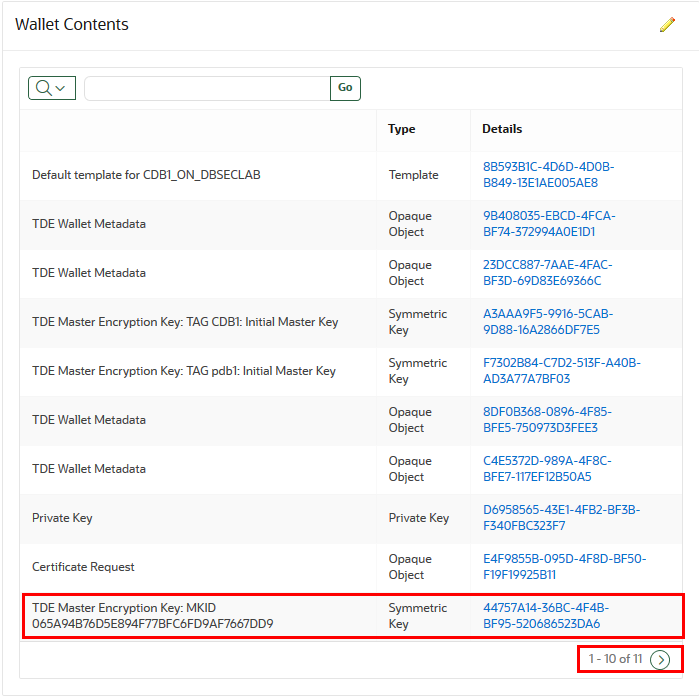 Wallet Contents
Go
Type
Details
Default template for CDB1_ON_DBSECLAB
Template
8B593B1C-4D6D-4D0B-
B849-13E1AE005AE8
TDE Wallet Metadata
Opaque
Object
9B408035-EBCD-4FCA-
BF74-372994A0E1D1
TDE Wallet Metadata
Opaque
Object
23DCC887-7AAE-4FAC-
BF3D-69D83E69366C
TDE Master Encryption Key: TAG CDB1: Initial Master Key
Symmetric
Key
A3AAA9F5-9916-5CAB-
9D88-16A2866DF7E5
TDE Master Encryption Key: TAG pdb1: Initial Master Key
Symmetric
Key
F7302B84-C7D2-513F-A40B-
AD3A77A7BF03
TDE Wallet Metadata
Opaque
Object
8DF0B368-0896-4F85-
BFE5-750973D3FEE3
TDE Wallet Metadata
Opaque
Object
C4E5372D-989A-4F8C-
BFE7-117EF12B50A5
Private Key
Private Key
D6958565-43E1-4FB2-BF3B-
F340FBC323F7
Certificate Request
Opaque
Object
E4F9855B-095D-4F8D-BF50-
F19F19925B11
TDE Master Encryption Key: MKID
065A94B76D5E894F77BFC6FD9AF7667DD9
Symmetric
Key
44757A14-36BC-4F4B-
BF95-520686523DA6
1 - 10 of 11